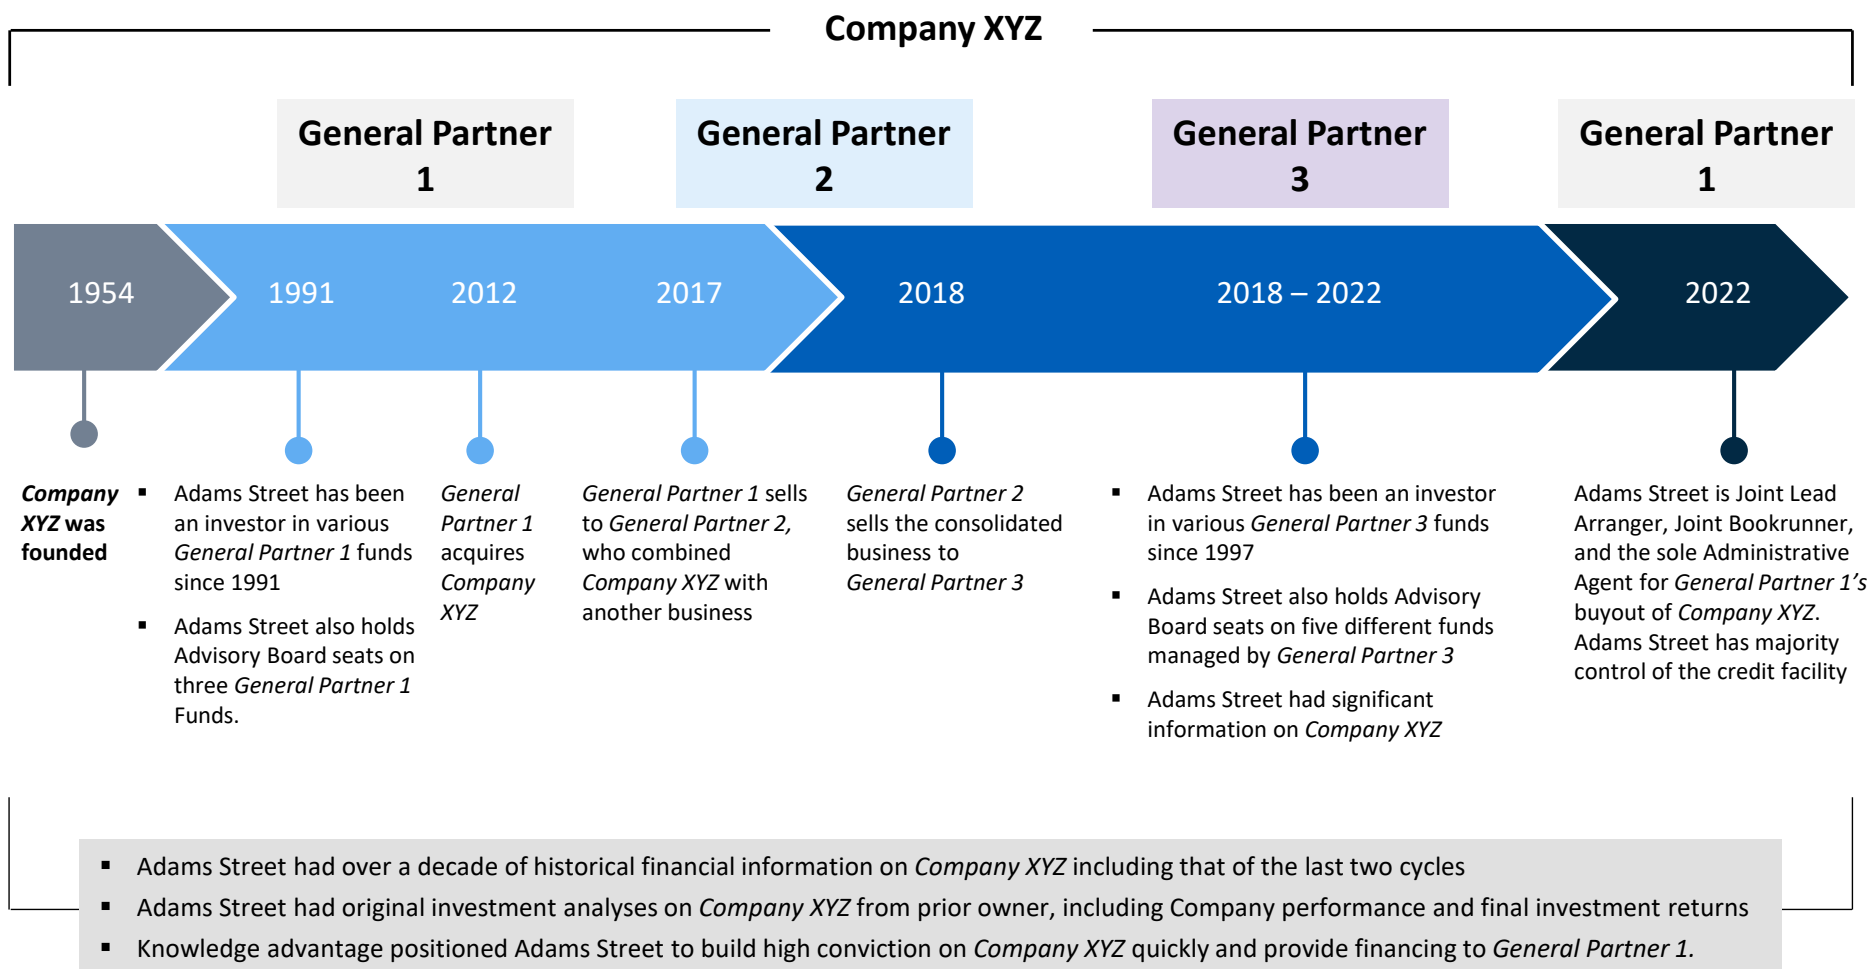 Company XYZ
General Partner
1
General Partner
2
General Partner
3
General Partner
1
1954
1991
2012
2017
2018
2018 – 2022
2022
Company
XYZ was
founded
▪ Adams Street has been
an investor in various
General Partner 1 funds
since 1991
▪ Adams Street also holds
Advisory Board seats on
three General Partner 1
Funds.
General
Partner 1
acquires
Company
XYZ
General Partner 1 sells
to General Partner 2,
who combined
Company XYZ with
another business
General Partner 2
sells the consolidated
business to
General Partner 3
▪ Adams Street has been an investor
in various General Partner 3 funds
since 1997
▪ Adams Street also holds Advisory
Board seats on five different funds
managed by General Partner 3
▪ Adams Street had significant
information on Company XYZ
Adams Street is Joint Lead
Arranger, Joint Bookrunner,
and the sole Administrative
Agent for General Partner 1’s
buyout of Company XYZ.
Adams Street has majority
control of the credit facility
▪ Adams Street had over a decade of historical financial information on Company XYZ including that of the last two cycles
▪ Adams Street had original investment analyses on Company XYZ from prior owner, including Company performance and final investment returns
▪ Knowledge advantage positioned Adams Street to build high conviction on Company XYZ quickly and provide financing to General Partner 1.